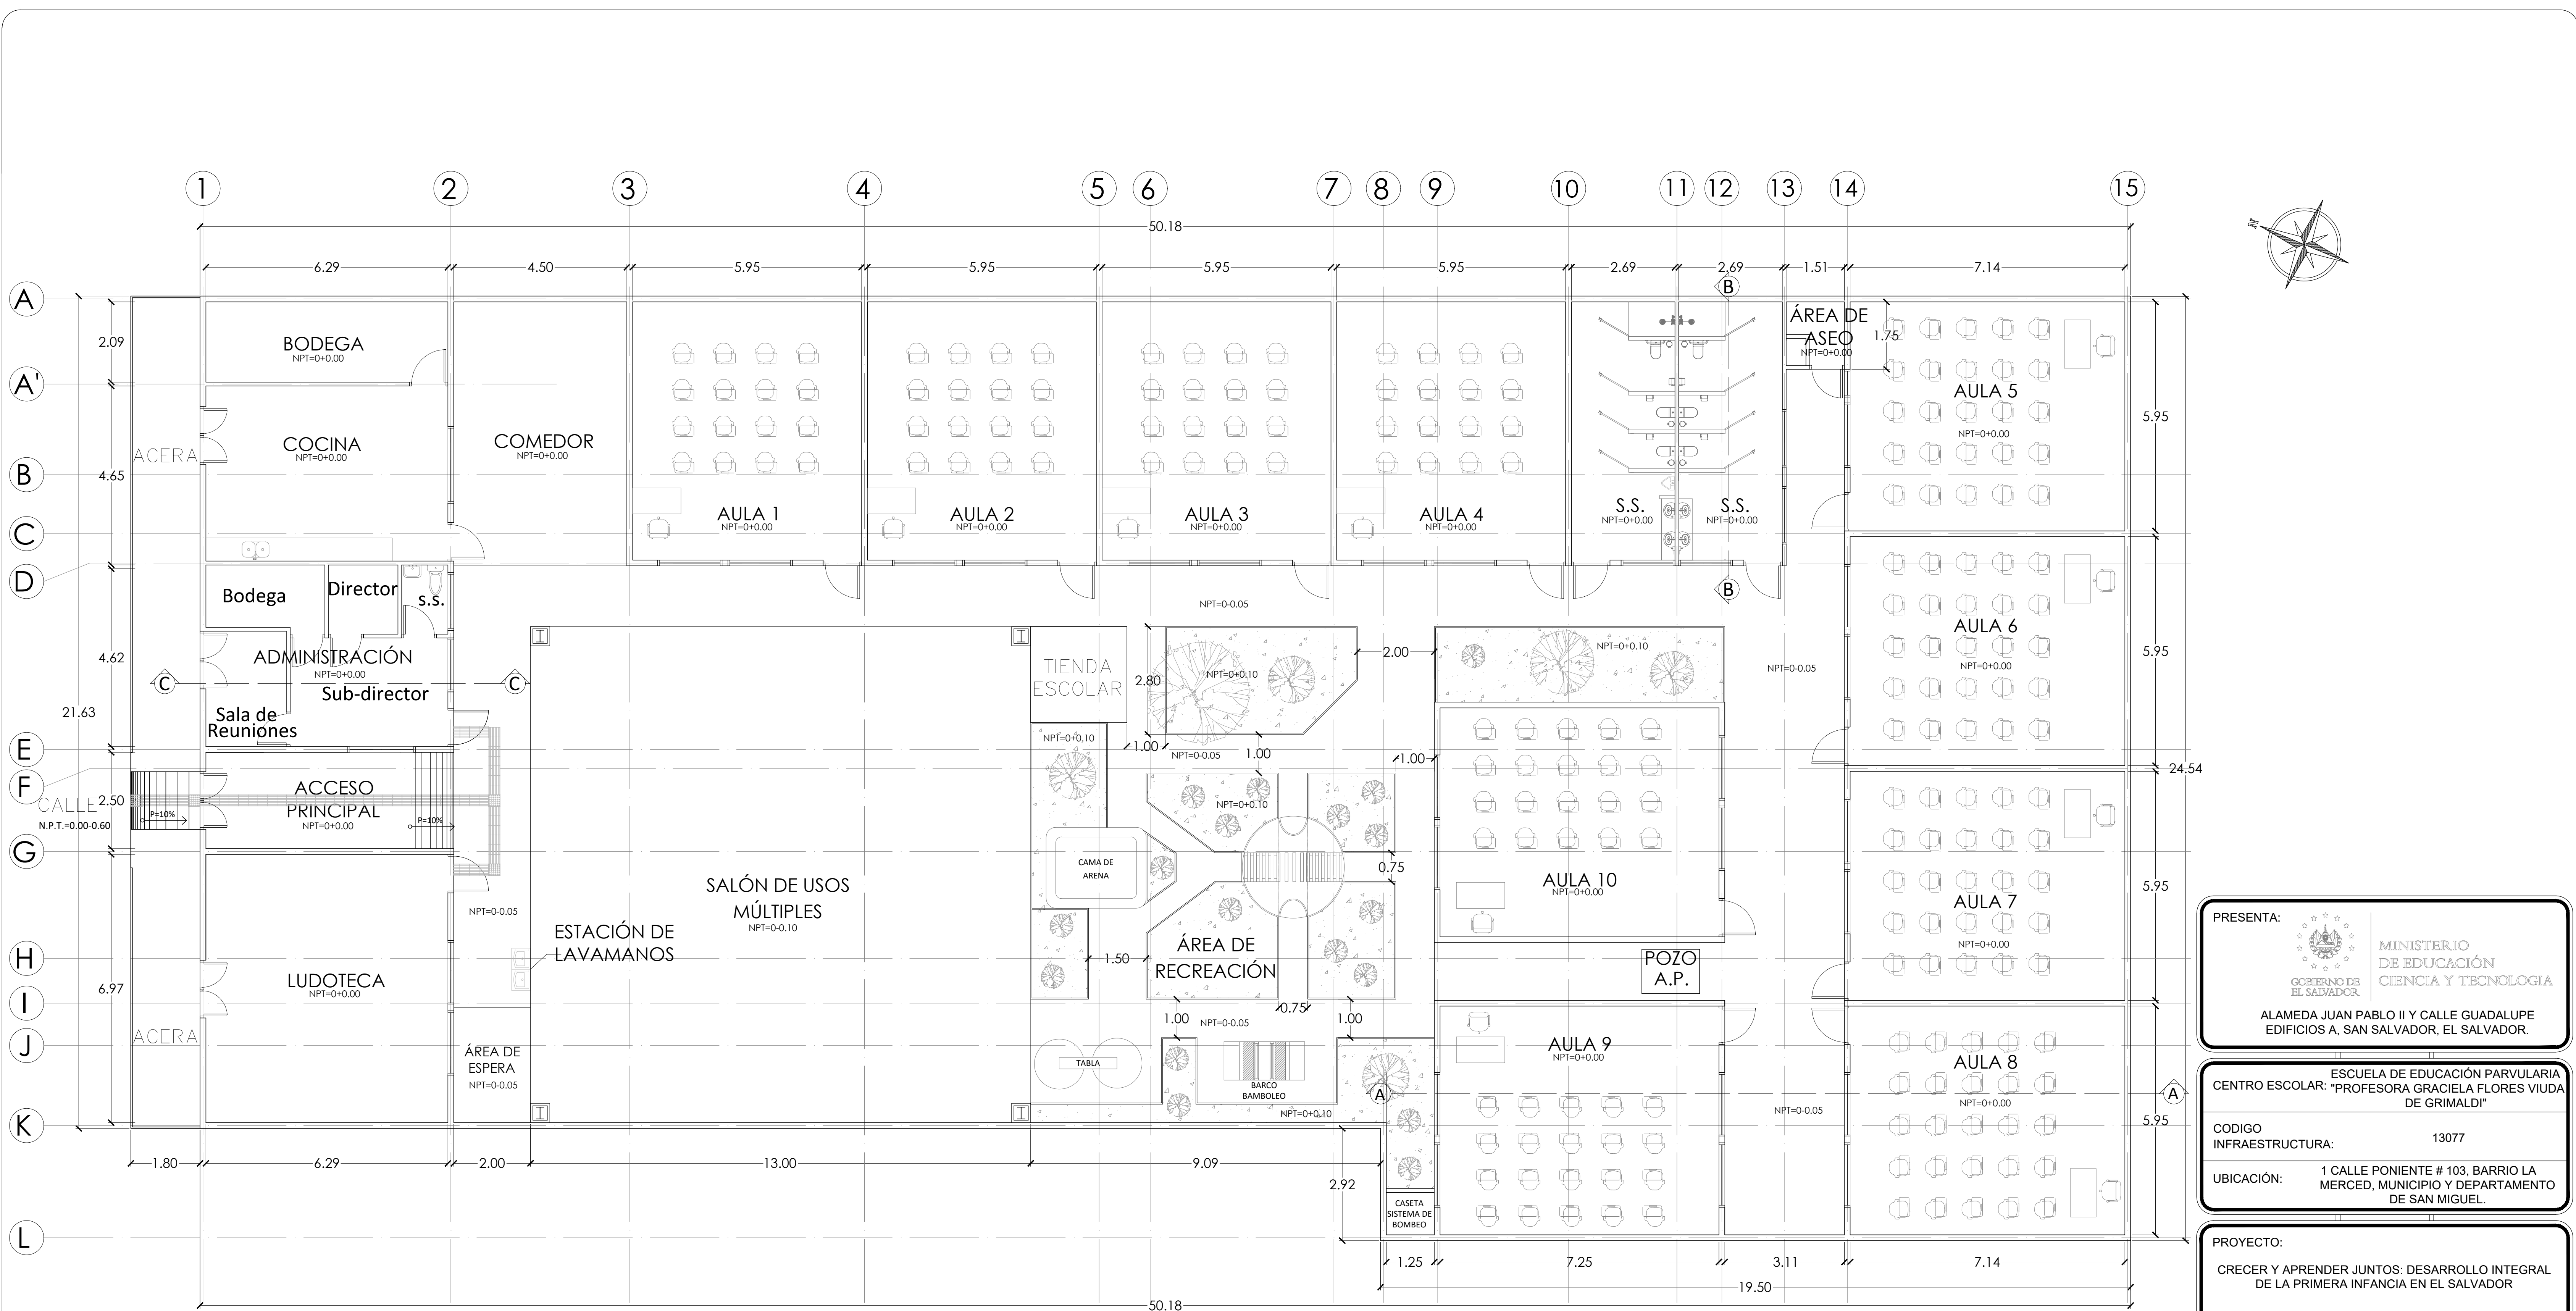 1 2 3 4 5 6 7 8 9 10 11 12 13 14 15
50.18
6.29 4.50 5.95 5.95 5.95 5.95 2.69 2.69 1.51 7.14
N
A
A'
B
C
D
E
F
G
H
I
J
K
L
2.09
4.65
4.62
21.63
2.50
6.97
ACERA
BODEGA
NPT=0+0.00
COCINA
NPT=0+0.00
COMEDOR
NPT=0+0.00
AULA 1
NPT=0+0.00
AULA 2
NPT=0+0.00
AULA 3
NPT=0+0.00
AULA 4
NPT=0+0.00
S.S.
NPT=0+0.00
S.S.
NPT=0+0.00
B
B
ÁREA DE
ASEO
NPT=0+0.00
1.75
AULA 5
NPT=0+0.00
5.95
AULA 6
NPT=0+0.00
5.95
24.54
AULA 7
NPT=0+0.00
5.95
AULA 8
NPT=0+0.00
5.95
Bodega
Director
s.s.
ADMINISTRACIÓN
NPT=0+0.00
Sub-director
Sala de
Reuniones
C
C
ACCESO
PRINCIPAL
NPT=0+0.00
P=10%
P=10%
CALLE
N.P.T.=0.00-0.60
LUDOTECA
NPT=0+0.00
ACERA
NPT=0-0.05
ESTACIÓN DE
LAVAMANOS
ÁREA DE
ESPERA
NPT=0-0.05
SALÓN DE USOS
MÚLTIPLES
NPT=0-0.10
I
I
I
I
NPT=0-0.05
TIENDA
ESCOLAR
2.80
NPT=0+0.10
2.00
NPT=0+0.10
NPT=0-0.05
NPT=0+0.10
1.00
NPT=0-0.05
1.00
1.00
NPT=0+0.10
CAMA DE
ARENA
0.75
ÁREA DE
RECREACIÓN
1.50
0.75
1.00
NPT=0-0.05
1.00
TABLA
BARCO
BAMBOLEO
NPT=0+0.10
AULA 10
NPT=0+0.00
POZO
A.P.
AULA 9
NPT=0+0.00
NPT=0-0.05
A
A
CASETA
SISTEMA DE
BOMBEO
1.80 6.29 2.00 13.00 9.09
2.92
1.25 7.25 3.11 7.14
19.50
50.18
PRESENTA:
GOBIERNO DE
EL SALVADOR
MINISTERIO
DE EDUCACIÓN
CIENCIA Y TECNOLOGIA
ALAMEDA JUAN PABLO II Y CALLE GUADALUPE
EDIFICIOS A, SAN SALVADOR, EL SALVADOR.
CENTRO ESCOLAR:
ESCUELA DE EDUCACIÓN PARVULARIA
"PROFESORA GRACIELA FLORES VIUDA
DE GRIMALDI"
CODIGO
INFRAESTRUCTURA:
13077
UBICACIÓN:
1 CALLE PONIENTE # 103, BARRIO LA
MERCED, MUNICIPIO Y DEPARTAMENTO
DE SAN MIGUEL.
PROYECTO:
CRECER Y APRENDER JUNTOS: DESARROLLO INTEGRAL
DE LA PRIMERA INFANCIA EN EL SALVADOR